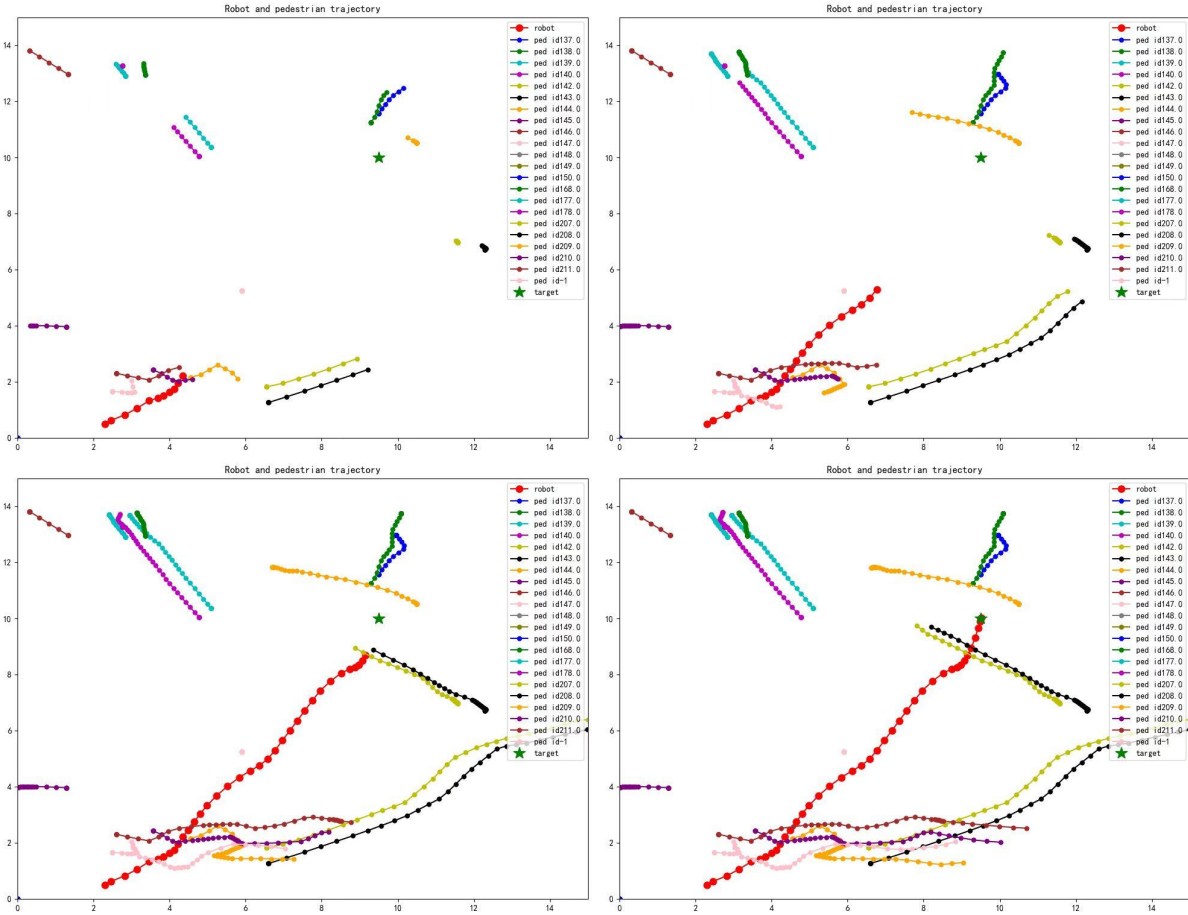 Robot and pedestrian trajectory
14
12
10
8
6
4
2
0
0 2 4 6 8 10 12 14
robot
ped id137.0
ped id138.0
ped id139.0
ped id140.0
ped id142.0
ped id143.0
ped id144.0
ped id145.0
ped id146.0
ped id147.0
ped id148.0
ped id149.0
ped id150.0
ped id168.0
ped id177.0
ped id178.0
ped id207.0
ped id208.0
ped id209.0
ped id210.0
ped id211.0
ped id-1
target
Robot and pedestrian trajectory
14
12
10
8
6
4
2
0
0 2 4 6 8 10 12 14
robot
ped id137.0
ped id138.0
ped id139.0
ped id140.0
ped id142.0
ped id143.0
ped id144.0
ped id145.0
ped id146.0
ped id147.0
ped id148.0
ped id149.0
ped id150.0
ped id168.0
ped id177.0
ped id178.0
ped id207.0
ped id208.0
ped id209.0
ped id210.0
ped id211.0
ped id-1
target
Robot and pedestrian trajectory
14
12
10
8
6
4
2
0
0 2 4 6 8 10 12 14
robot
ped id137.0
ped id138.0
ped id139.0
ped id140.0
ped id142.0
ped id143.0
ped id144.0
ped id145.0
ped id146.0
ped id147.0
ped id148.0
ped id149.0
ped id150.0
ped id168.0
ped id177.0
ped id178.0
ped id207.0
ped id208.0
ped id209.0
ped id210.0
ped id211.0
ped id-1
target
Robot and pedestrian trajectory
14
12
10
8
6
4
2
0
0 2 4 6 8 10 12 14
robot
ped id137.0
ped id138.0
ped id139.0
ped id140.0
ped id142.0
ped id143.0
ped id144.0
ped id145.0
ped id146.0
ped id147.0
ped id148.0
ped id149.0
ped id150.0
ped id168.0
ped id177.0
ped id178.0
ped id207.0
ped id208.0
ped id209.0
ped id210.0
ped id211.0
ped id-1
target